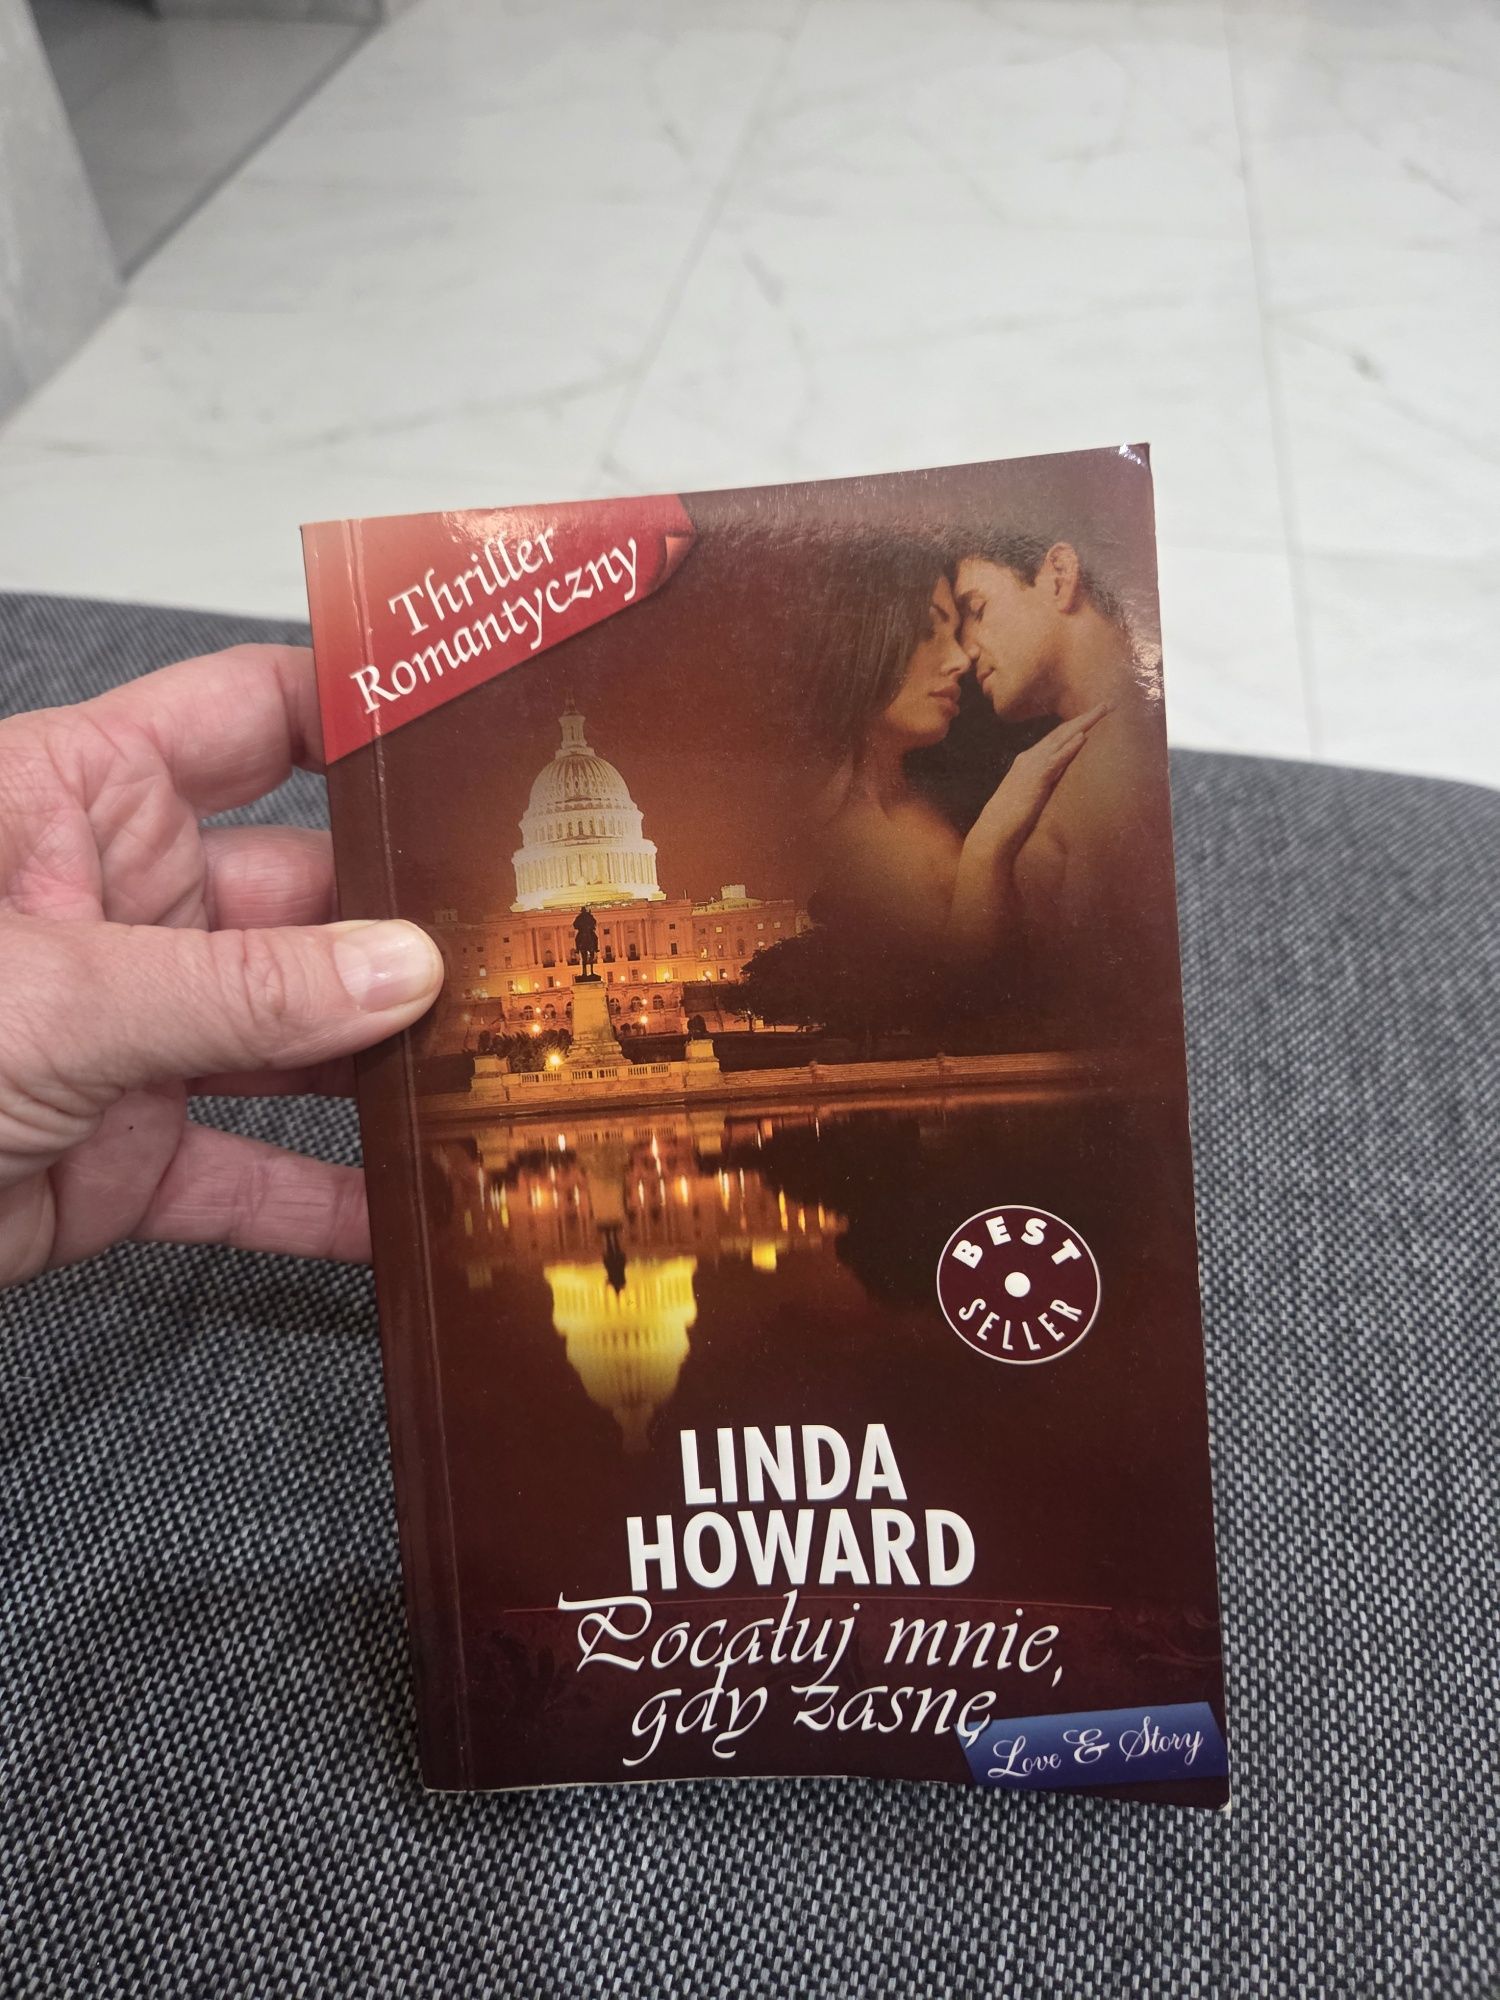 Thriller
Romantyczny
BEST
SELLER
LINDA
HOWARD
Pocałuj mnie,
gdy zasnę
Love & Story